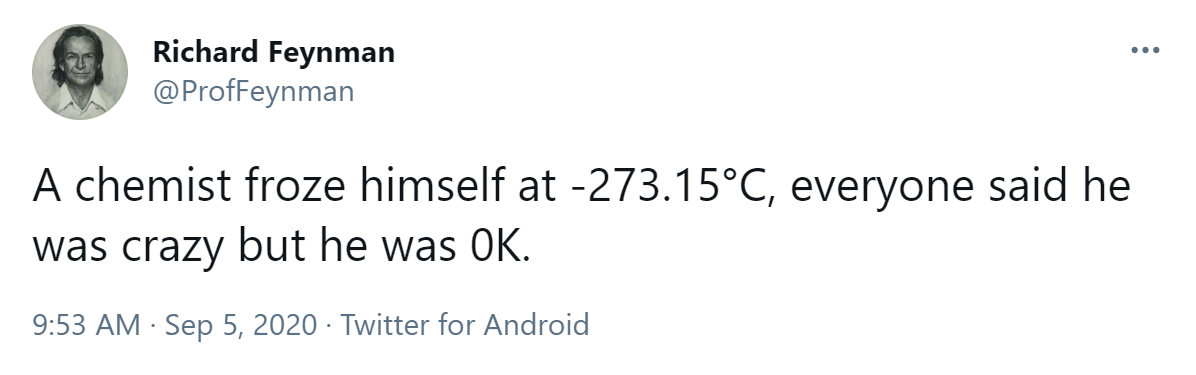 Richard Feynman
@ProfFeynman
A chemist froze himself at -273.15°C, everyone said he
was crazy but he was 0K.
9:53 AM · Sep 5, 2020 · Twitter for Android